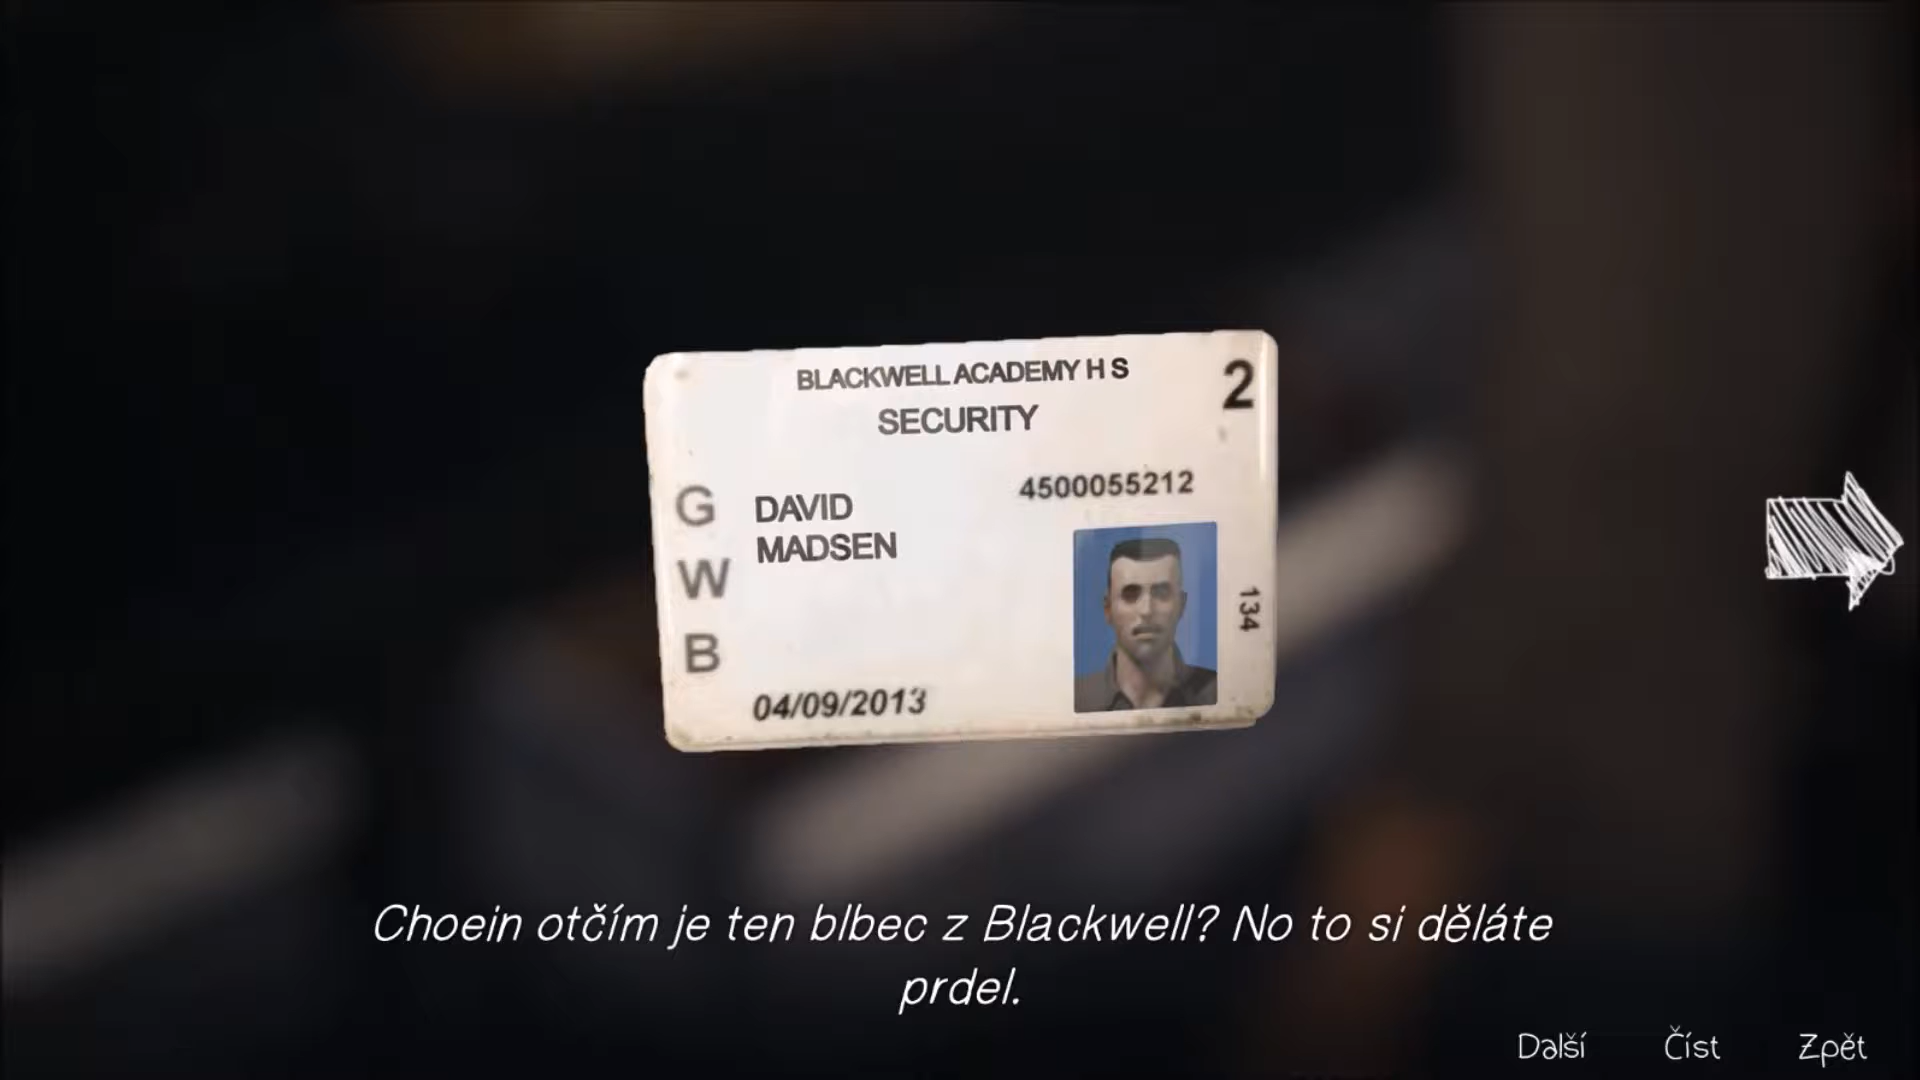 BLACKWELL ACADEMY H S
2
SECURITY
4500055212
G
DAVID
MADSEN
W
134
B
04/09/2013
Choein otčím je ten blbec z Blackwell? No to si děláte
prdel.
Další
Číst
Zpět